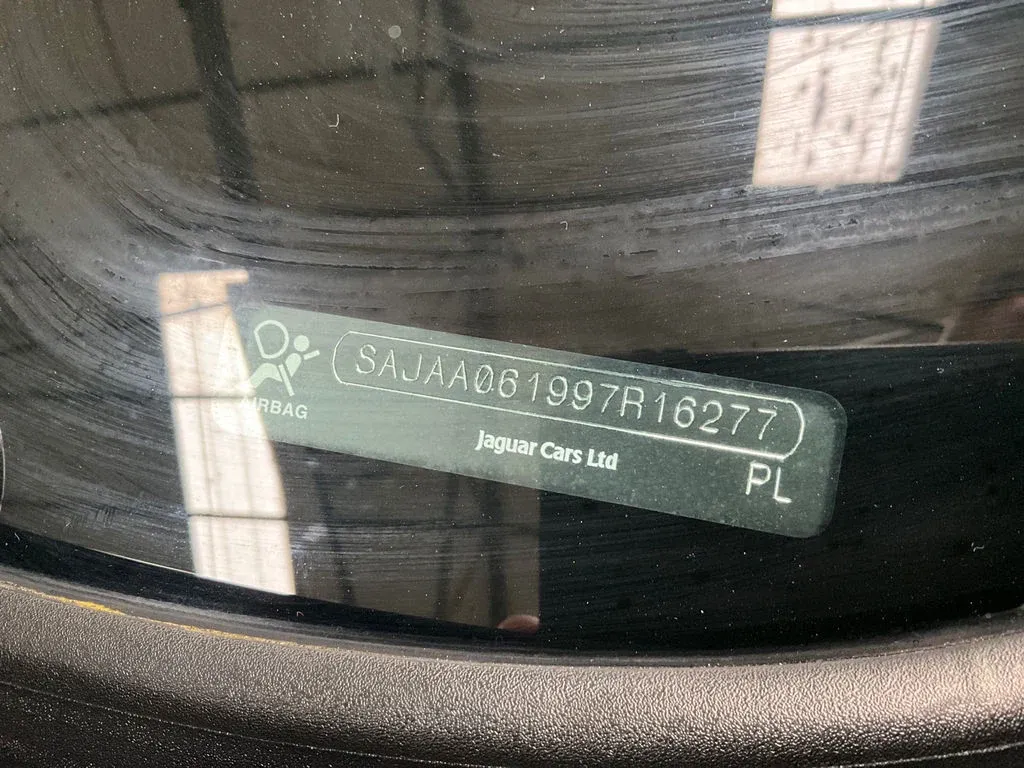 SAJAA061997R16277
AIRBAG
Jaguar Cars Ltd
PL